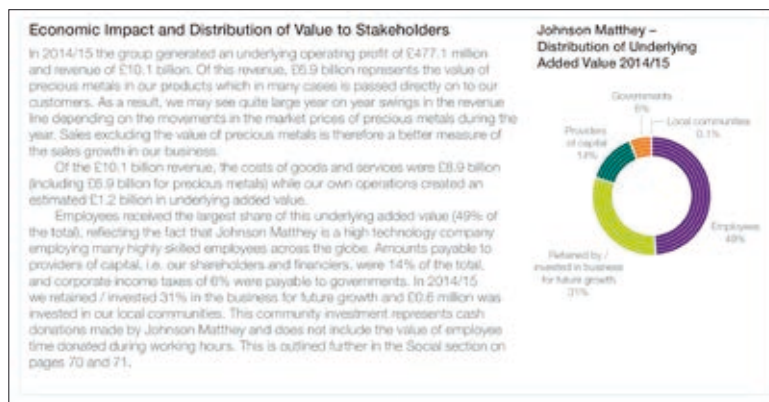 Economic Impact and Distribution of Value to Stakeholders
In 2014/15 the group generated an underlying operating profit of £477.1 million
and revenue of £10.1 billion. Of this revenue, £6.9 billion represents the value of
precious metals in our products which in many cases is passed directly on to our
customers. As a result, we may see quite large year on year swings in the revenue
line depending on the movements in the market prices of precious metals during the
year. Sales excluding the value of precious metals is therefore a better measure of
the sales growth in our business.
Of the £10.1 billion revenue, the costs of goods and services were £8.9 billion
(including £6.9 billion for precious metals) while our own operations created an
estimated £1.2 billion in underlying added value.
Employees received the largest share of this underlying added value (49% of
the total), reflecting the fact that Johnson Matthey is a high technology company
employing many highly skilled employees across the globe. Amounts payable to
providers of capital, i.e. our shareholders and financiers, were 14% of the total,
and corporate income taxes of 6% were payable to governments. In 2014/15
we retained / invested 31% in the business for future growth and £0.6 million was
invested in our local communities. This community investment represents cash
donations made by Johnson Matthey and does not include the value of employee
time donated during working hours. This is outlined further in the Social section on
pages 70 and 71.
Johnson Matthey –
Distribution of Underlying
Added Value 2014/15
Governments
6%
Local communities
0.1%
Providers
of capital
14%
Employees
49%
Retained by /
invested in business
for future growth
31%